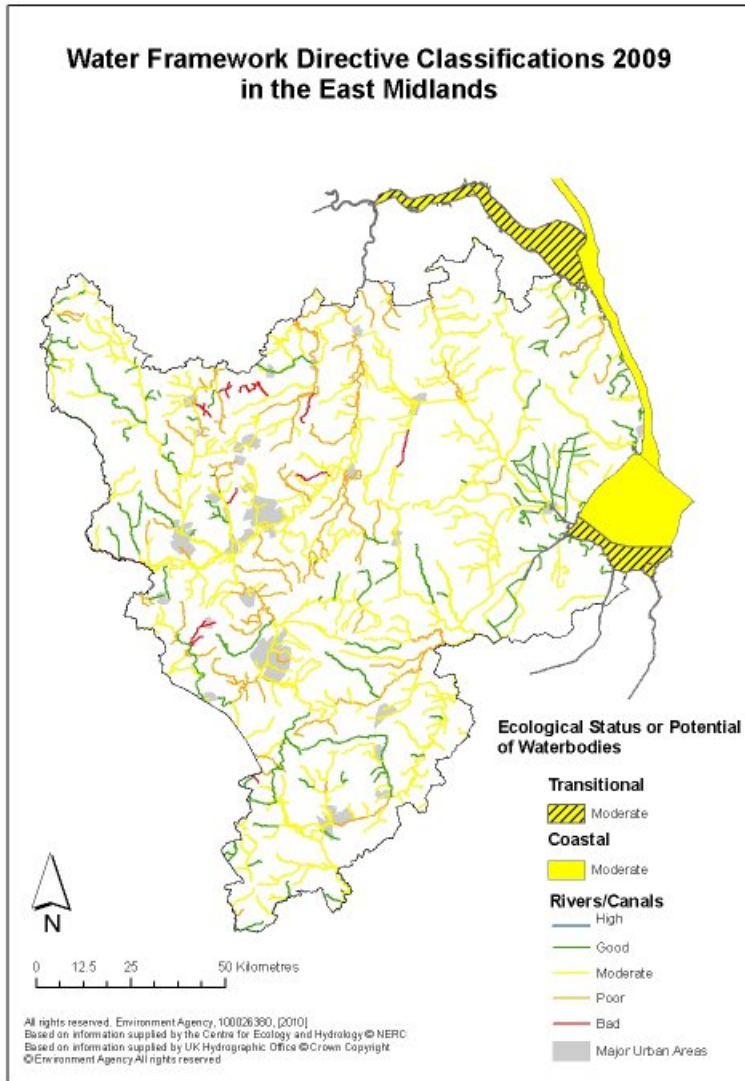 Water Framework Directive Classifications 2009
in the East Midlands
Ecological Status or Potential
of Waterbodies
Transitional
Moderate
Coastal
Moderate
Rivers/Canals
High
Good
Moderate
Poor
Bad
Major Urban Areas
N
0 12.5 25 50 Kilometres
All rights reserved. Environment Agency, 100026380, [2010]
Based on information supplied by the Centre for Ecology and Hydrology © NERC
Based on information supplied by UK Hydrographic Office © Crown Copyright
© Environment Agency All rights reserved